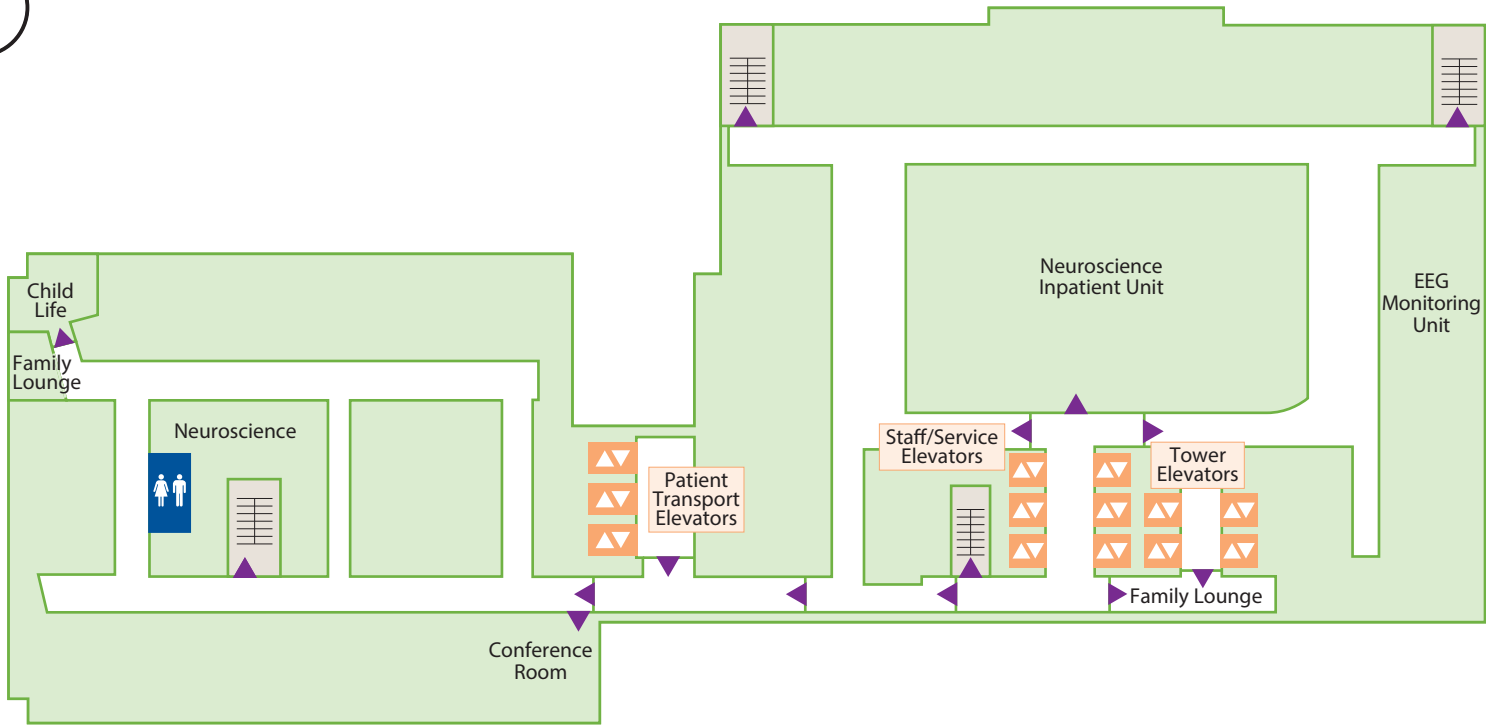 Child
Life
Family
Lounge
Neuroscience
Patient
Transport
Elevators
Conference
Room
Neuroscience
Inpatient Unit
EEG
Monitoring
Unit
Staff/Service
Elevators
Tower
Elevators
Family Lounge